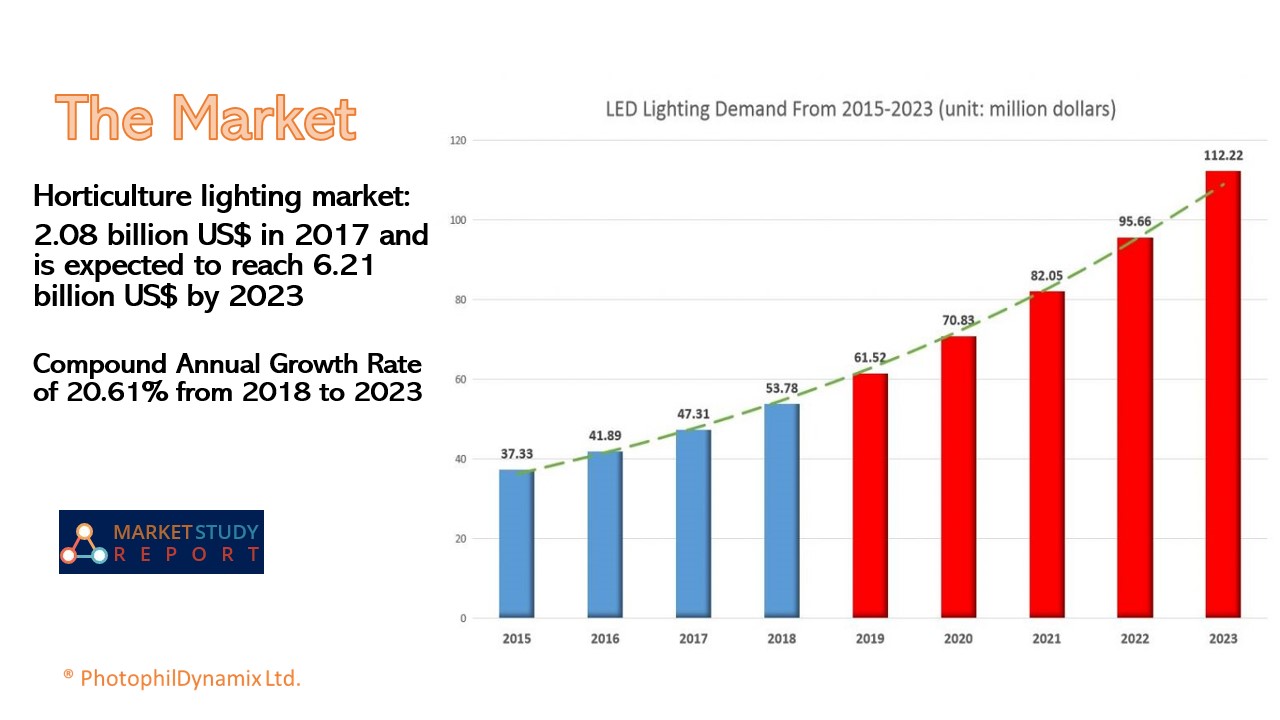 The Market
Horticulture lighting market:
2.08 billion US$ in 2017 and
is expected to reach 6.21
billion US$ by 2023
Compound Annual Growth Rate
of 20.61% from 2018 to 2023
MARKET STUDY
REPORT
® PhotophilDynamix Ltd.
LED Lighting Demand From 2015-2023 (unit: million dollars)
120
112.22
100
95.66
82.05
80
70.83
61.52
60
53.78
47.31
41.89
40
37.33
20
0
2015 2016 2017 2018 2019 2020 2021 2022 2023